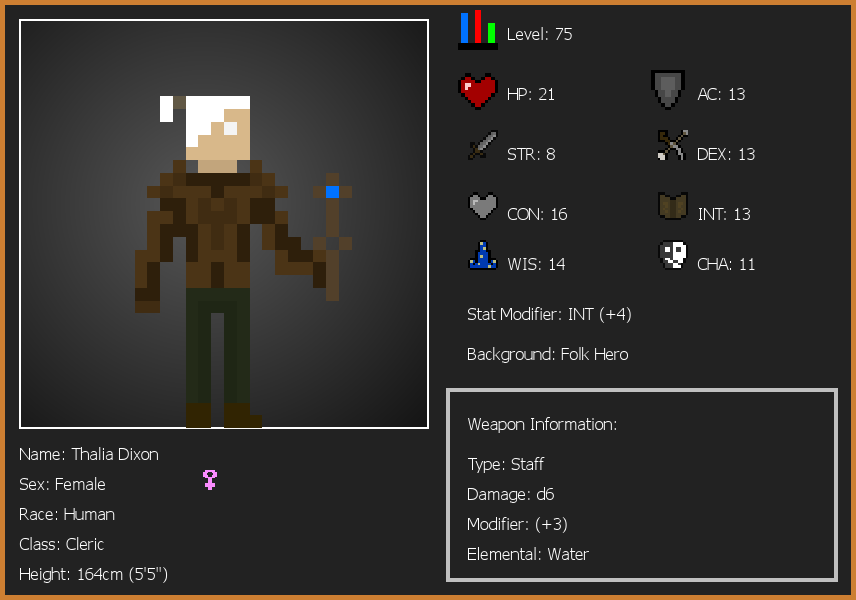 Level: 75
HP: 21
AC: 13
STR: 8
DEX: 13
CON: 16
INT: 13
WIS: 14
CHA: 11
Stat Modifier: INT (+4)
Background: Folk Hero
Weapon Information:
Type: Staff
Damage: d6
Modifier: (+3)
Elemental: Water
Name: Thalia Dixon
Sex: Female
Race: Human
Class: Cleric
Height: 164cm (5'5")